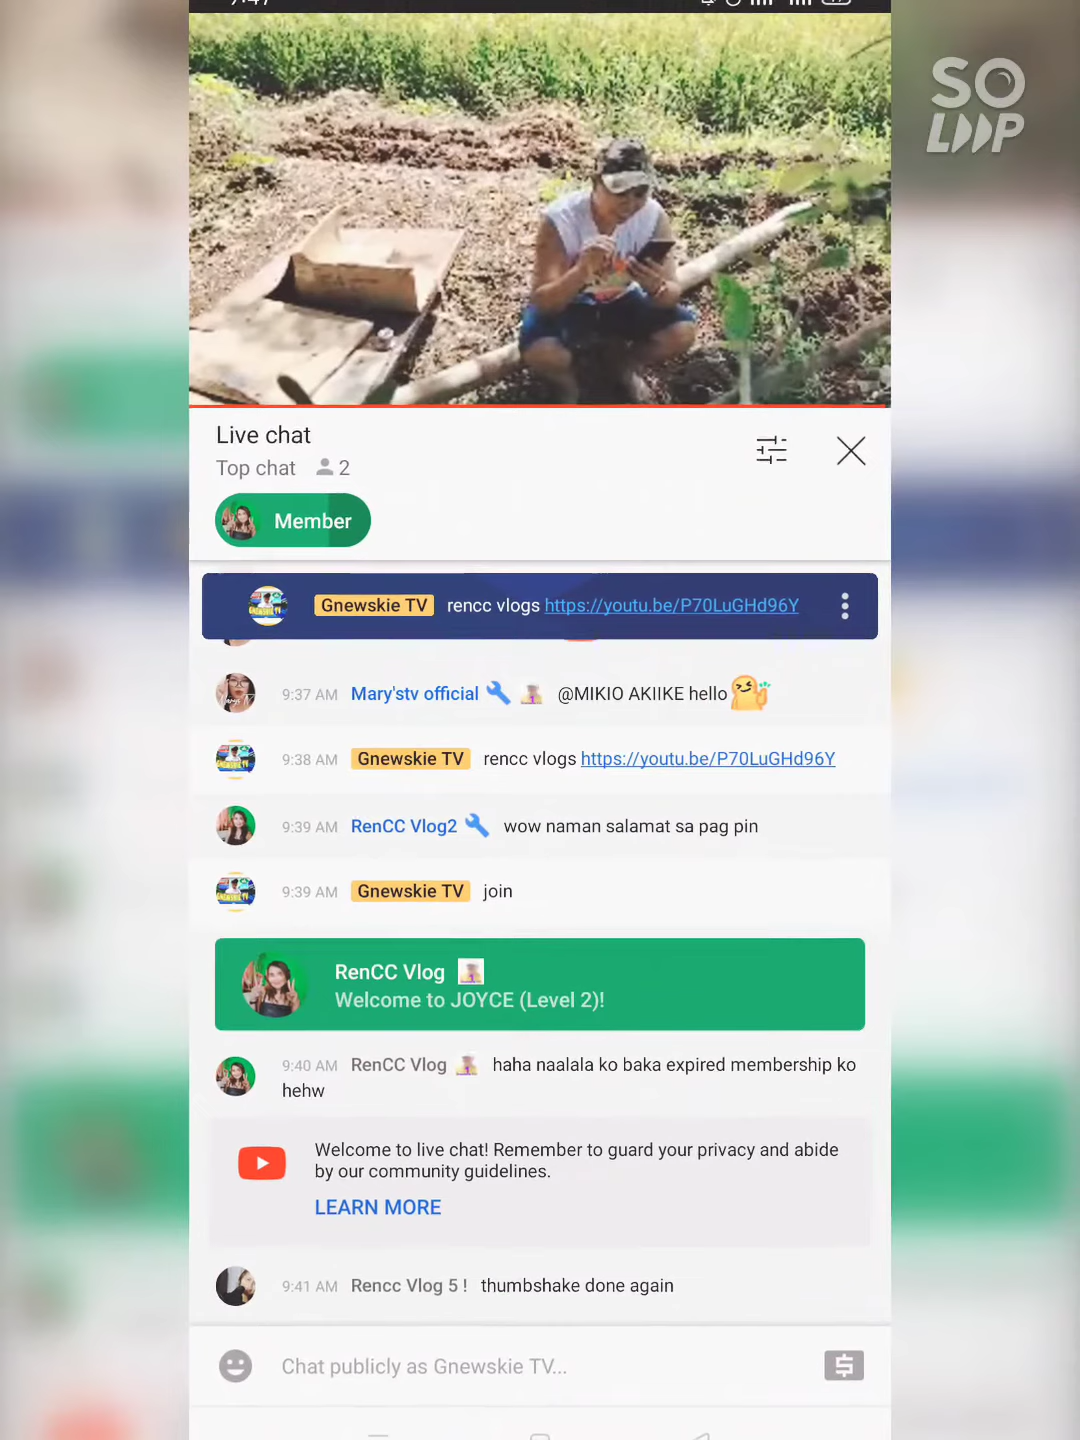 SO
LOOP
Live chat
Top chat 2
Member
Gnewskie TV rencc vlogs https://youtu.be/P70LuGHd96Y
9:37 AM Mary'stv official @MIKIO AKIIKE hello
9:38 AM Gnewskie TV rencc vlogs https://youtu.be/P70LuGHd96Y
9:39 AM RenCC Vlog2 wow naman salamat sa pag pin
9:39 AM Gnewskie TV join
RenCC Vlog
Welcome to JOYCE (Level 2)!
9:40 AM RenCC Vlog haha naalala ko baka expired membership ko
hehw
Welcome to live chat! Remember to guard your privacy and abide
by our community guidelines.
LEARN MORE
9:41 AM Rencc Vlog 5 ! thumbshake done again
Chat publicly as Gnewskie TV...